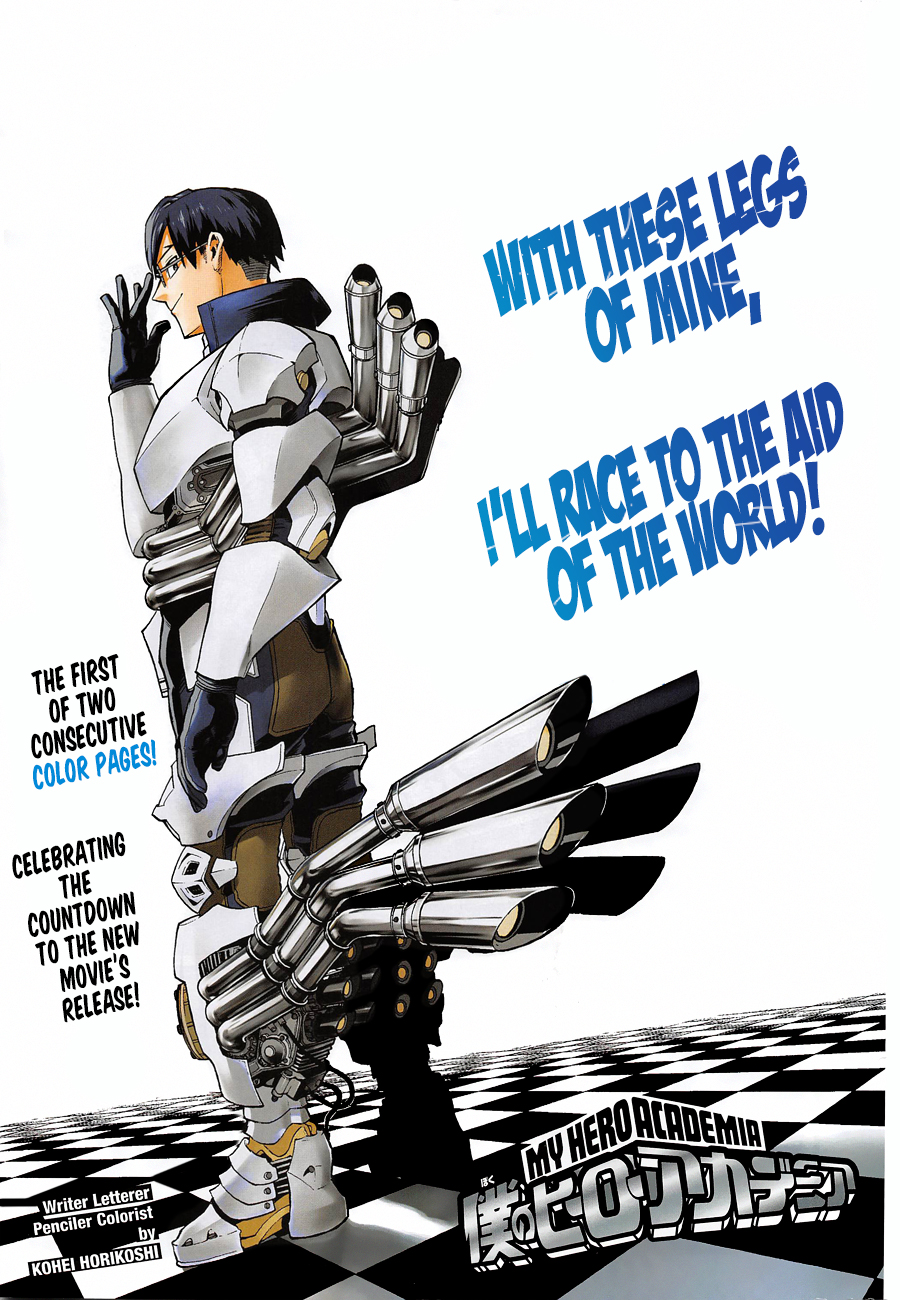 WITH THESE LEGS
OF MINE,
I'LL RACE TO THE AID
OF THE WORLD!
THE FIRST
OF TWO
CONSECUTIVE
COLOR PAGES!
CELEBRATING
THE
COUNTDOWN
TO THE NEW
MOVIE'S
RELEASE!
MY HERO ACADEMIA
ぼく
僕のヒーローアカデミア
Writer Letterer
Penciler Colorist
by
KOHEI HORIKOSHI